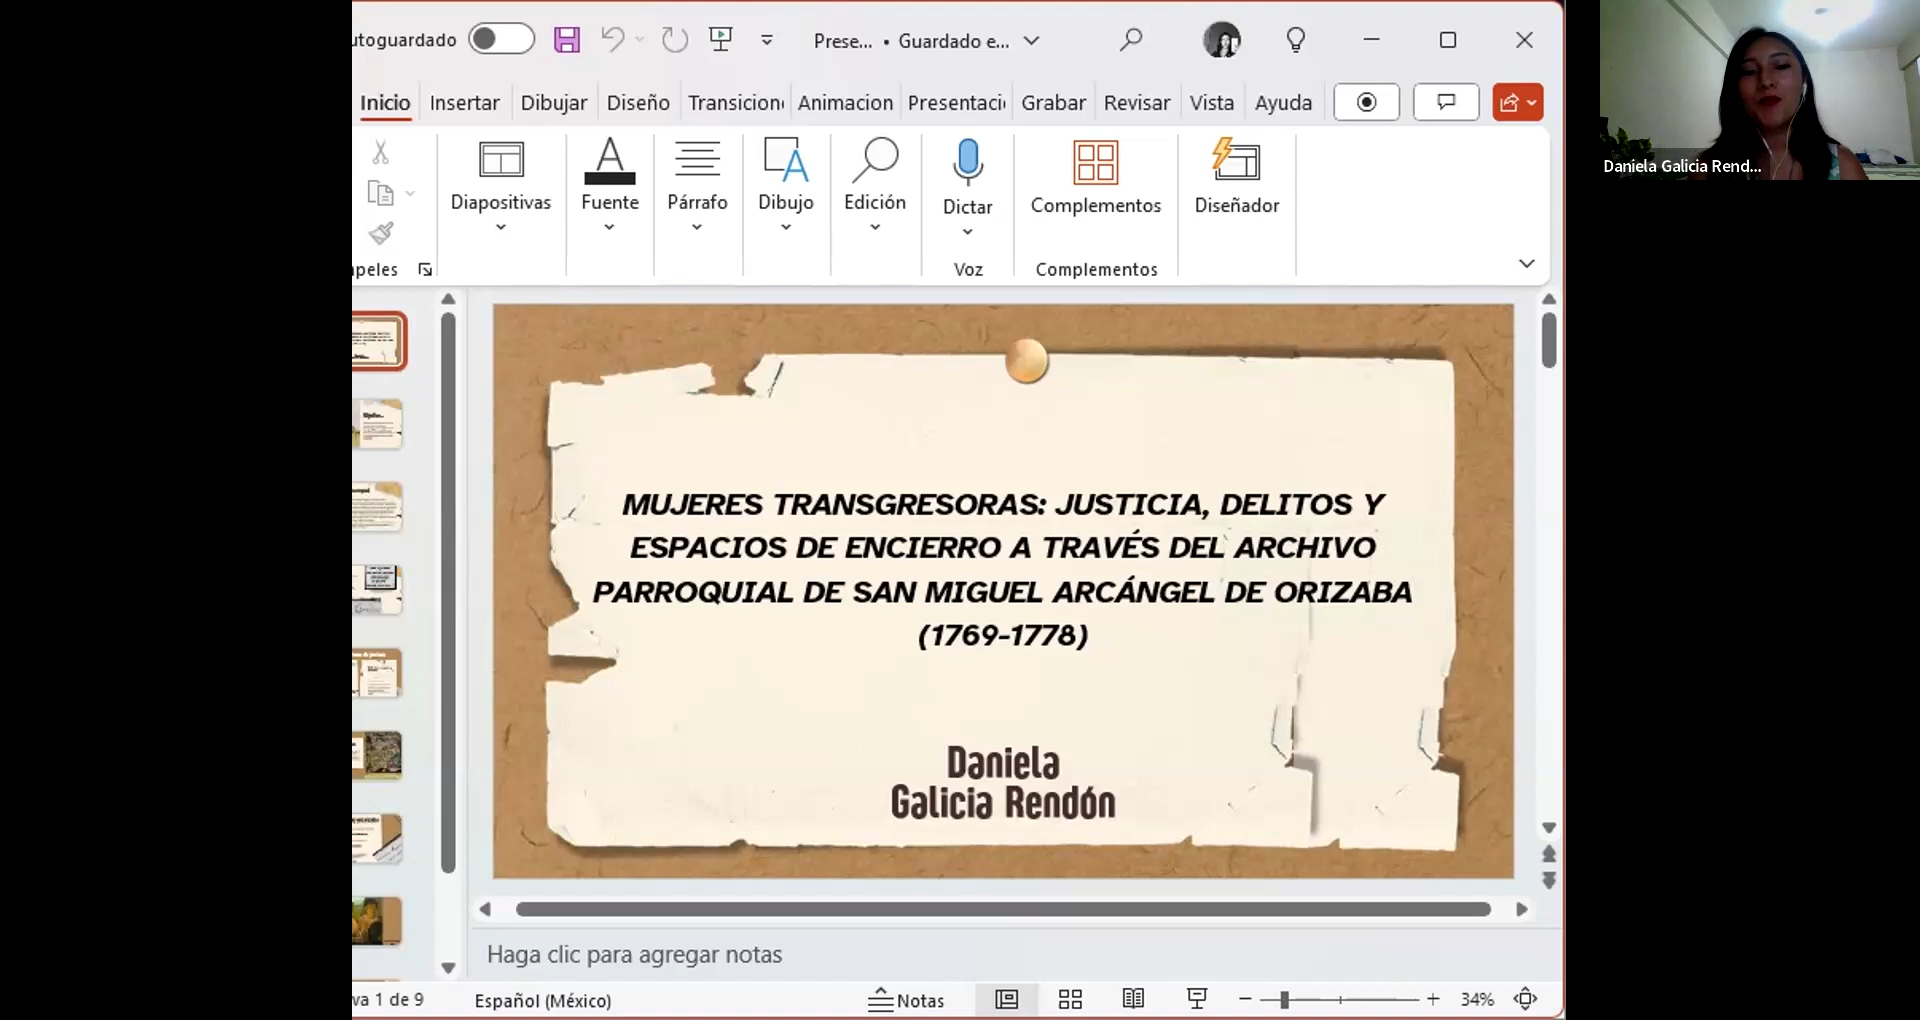 utoguardado
Prese... • Guardado e...
Inicio
Insertar
Dibujar
Diseño
Transicion
Animacion
Presentaci
Grabar
Revisar
Vista
Ayuda
Diapositivas
Fuente
Párrafo
Dibujo
Edición
Dictar
Complementos
Diseñador
apeles
Voz
Complementos
Daniela Galicia Rend...
MUJERES TRANSGRESORAS: JUSTICIA, DELITOS Y
ESPACIOS DE ENCIERRO A TRAVÉS DEL ARCHIVO
PARROQUIAL DE SAN MIGUEL ARCÁNGEL DE ORIZABA
(1769-1778)
Daniela
Galicia Rendón
Haga clic para agregar notas
va 1 de 9
Español (México)
Notas
34%